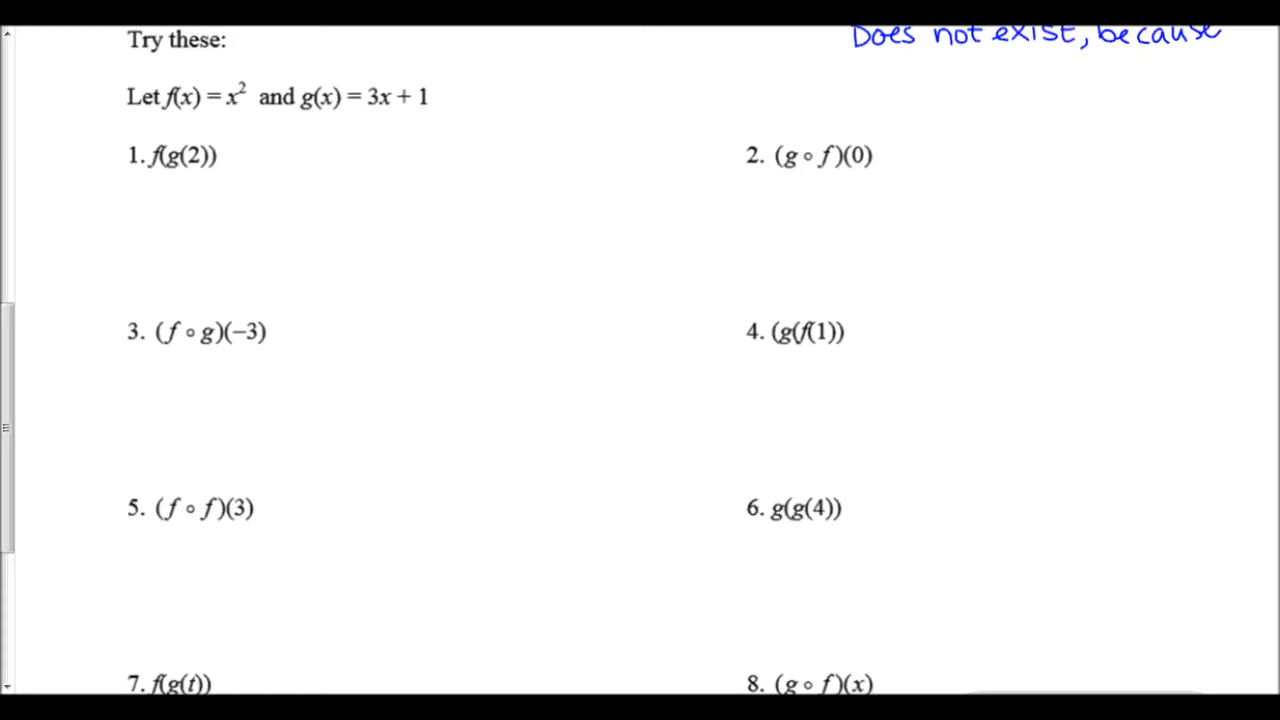 Does not exist, because
Try these:
Let f(x) = x² and g(x) = 3x + 1
1. f(g(2))
2. (g ∘ f)(0)
3. (f ∘ g)(−3)
4. (g(f(1))
5. (f ∘ f)(3)
6. g(g(4))
7. f(g(t))
8. (g ∘ f)(x)